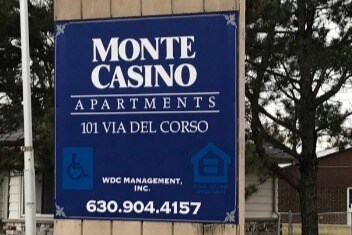 MONTE
CASINO
APARTMENTS
101 VIA DEL CORSO
WDC MANAGEMENT,
INC.
630.904.4157